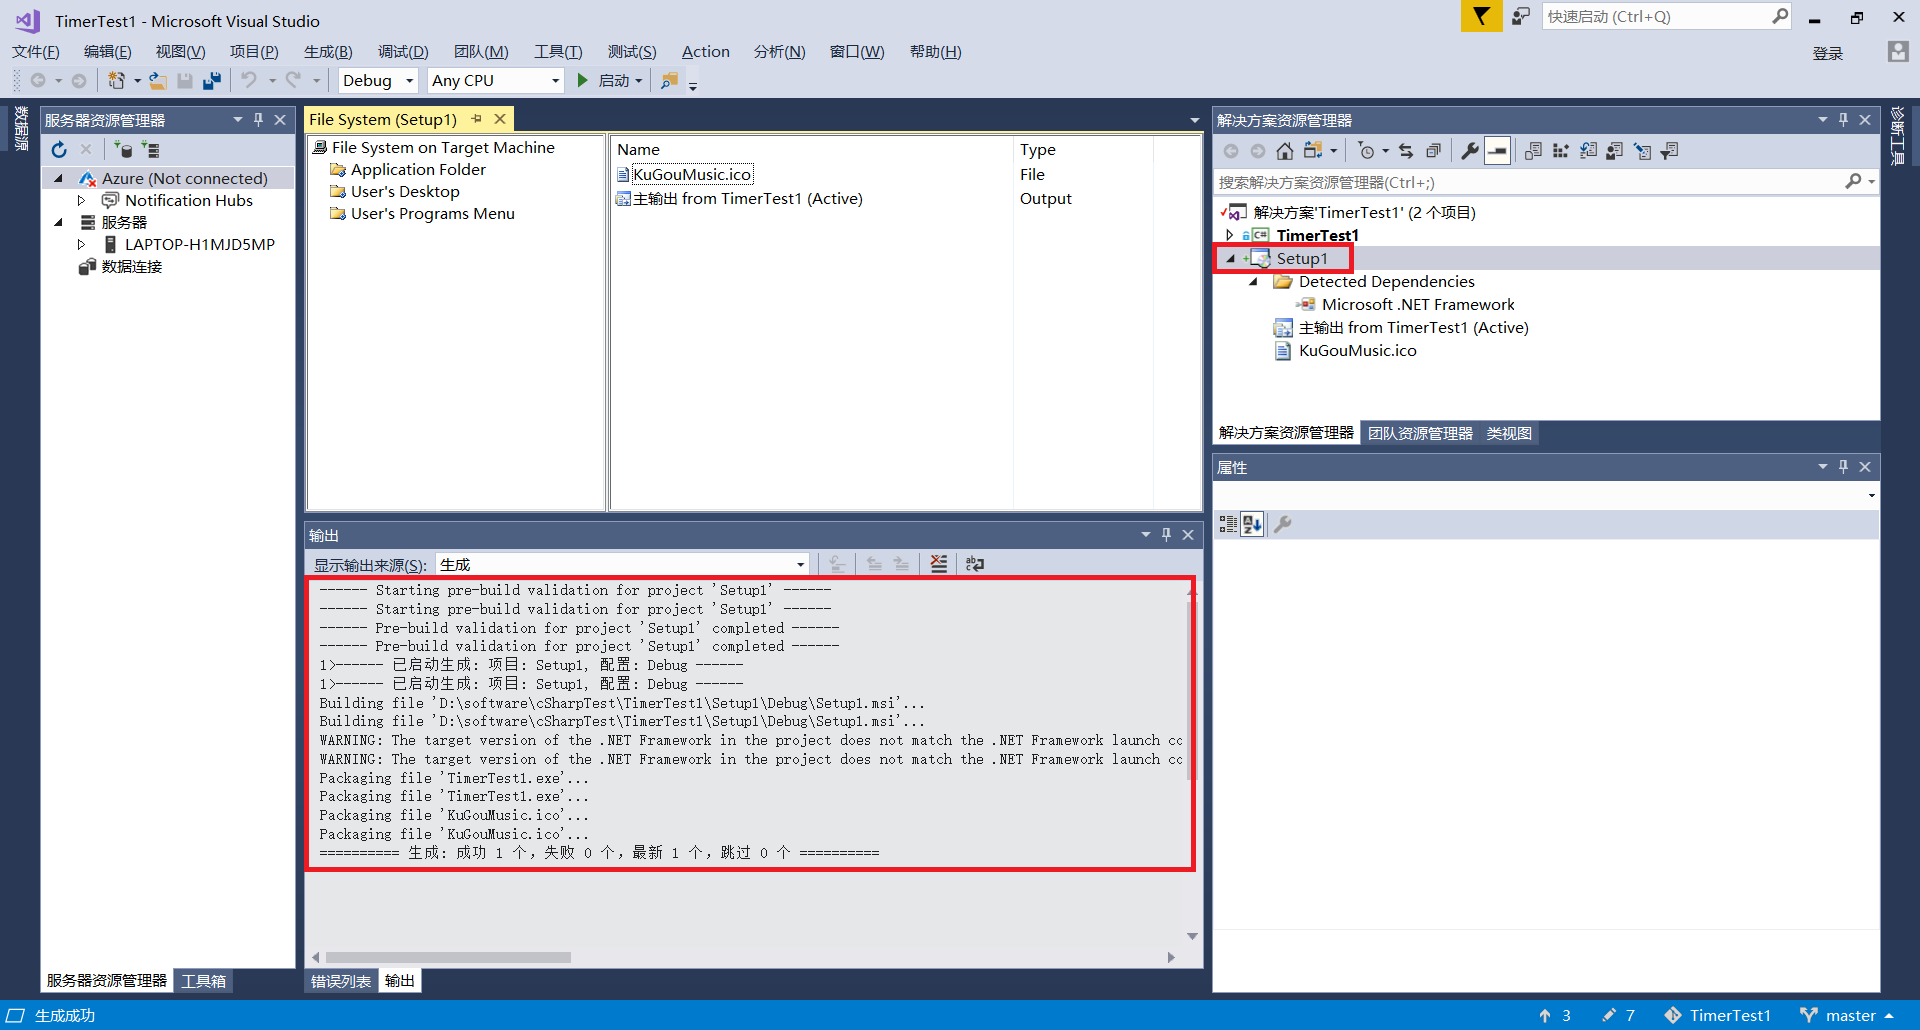 TimerTest1 - Microsoft Visual Studio
快速启动 (Ctrl+Q)
文件(F) 编辑(E) 视图(V) 项目(P) 生成(B) 调试(D) 团队(M) 工具(T) 测试(S) Action 分析(N) 窗口(W) 帮助(H)
登录
Debug Any CPU 启动
数据源
服务器资源管理器
Azure (Not connected)
Notification Hubs
服务器
LAPTOP-H1MJD5MP
数据连接
服务器资源管理器 工具箱
File System (Setup1)
File System on Target Machine
Application Folder
User's Desktop
User's Programs Menu
Name Type
KuGouMusic.ico File
主输出 from TimerTest1 (Active) Output
输出
显示输出来源(S): 生成
------ Starting pre-build validation for project 'Setup1' ------
------ Starting pre-build validation for project 'Setup1' ------
------ Pre-build validation for project 'Setup1' completed ------
------ Pre-build validation for project 'Setup1' completed ------
1>------ 已启动生成: 项目: Setup1, 配置: Debug ------
1>------ 已启动生成: 项目: Setup1, 配置: Debug ------
Building file 'D:\software\cSharpTest\TimerTest1\Setup1\Debug\Setup1.msi'...
Building file 'D:\software\cSharpTest\TimerTest1\Setup1\Debug\Setup1.msi'...
WARNING: The target version of the .NET Framework in the project does not match the .NET Framework launch cc
WARNING: The target version of the .NET Framework in the project does not match the .NET Framework launch cc
Packaging file 'TimerTest1.exe'...
Packaging file 'TimerTest1.exe'...
Packaging file 'KuGouMusic.ico'...
Packaging file 'KuGouMusic.ico'...
========== 生成: 成功 1 个，失败 0 个，最新 1 个，跳过 0 个 ==========
错误列表 输出
解决方案资源管理器
搜索解决方案资源管理器(Ctrl+;)
解决方案'TimerTest1' (2 个项目)
C# TimerTest1
Setup1
Detected Dependencies
Microsoft .NET Framework
主输出 from TimerTest1 (Active)
KuGouMusic.ico
解决方案资源管理器 团队资源管理器 类视图
属性
诊断工具
生成成功 3 7 TimerTest1 master